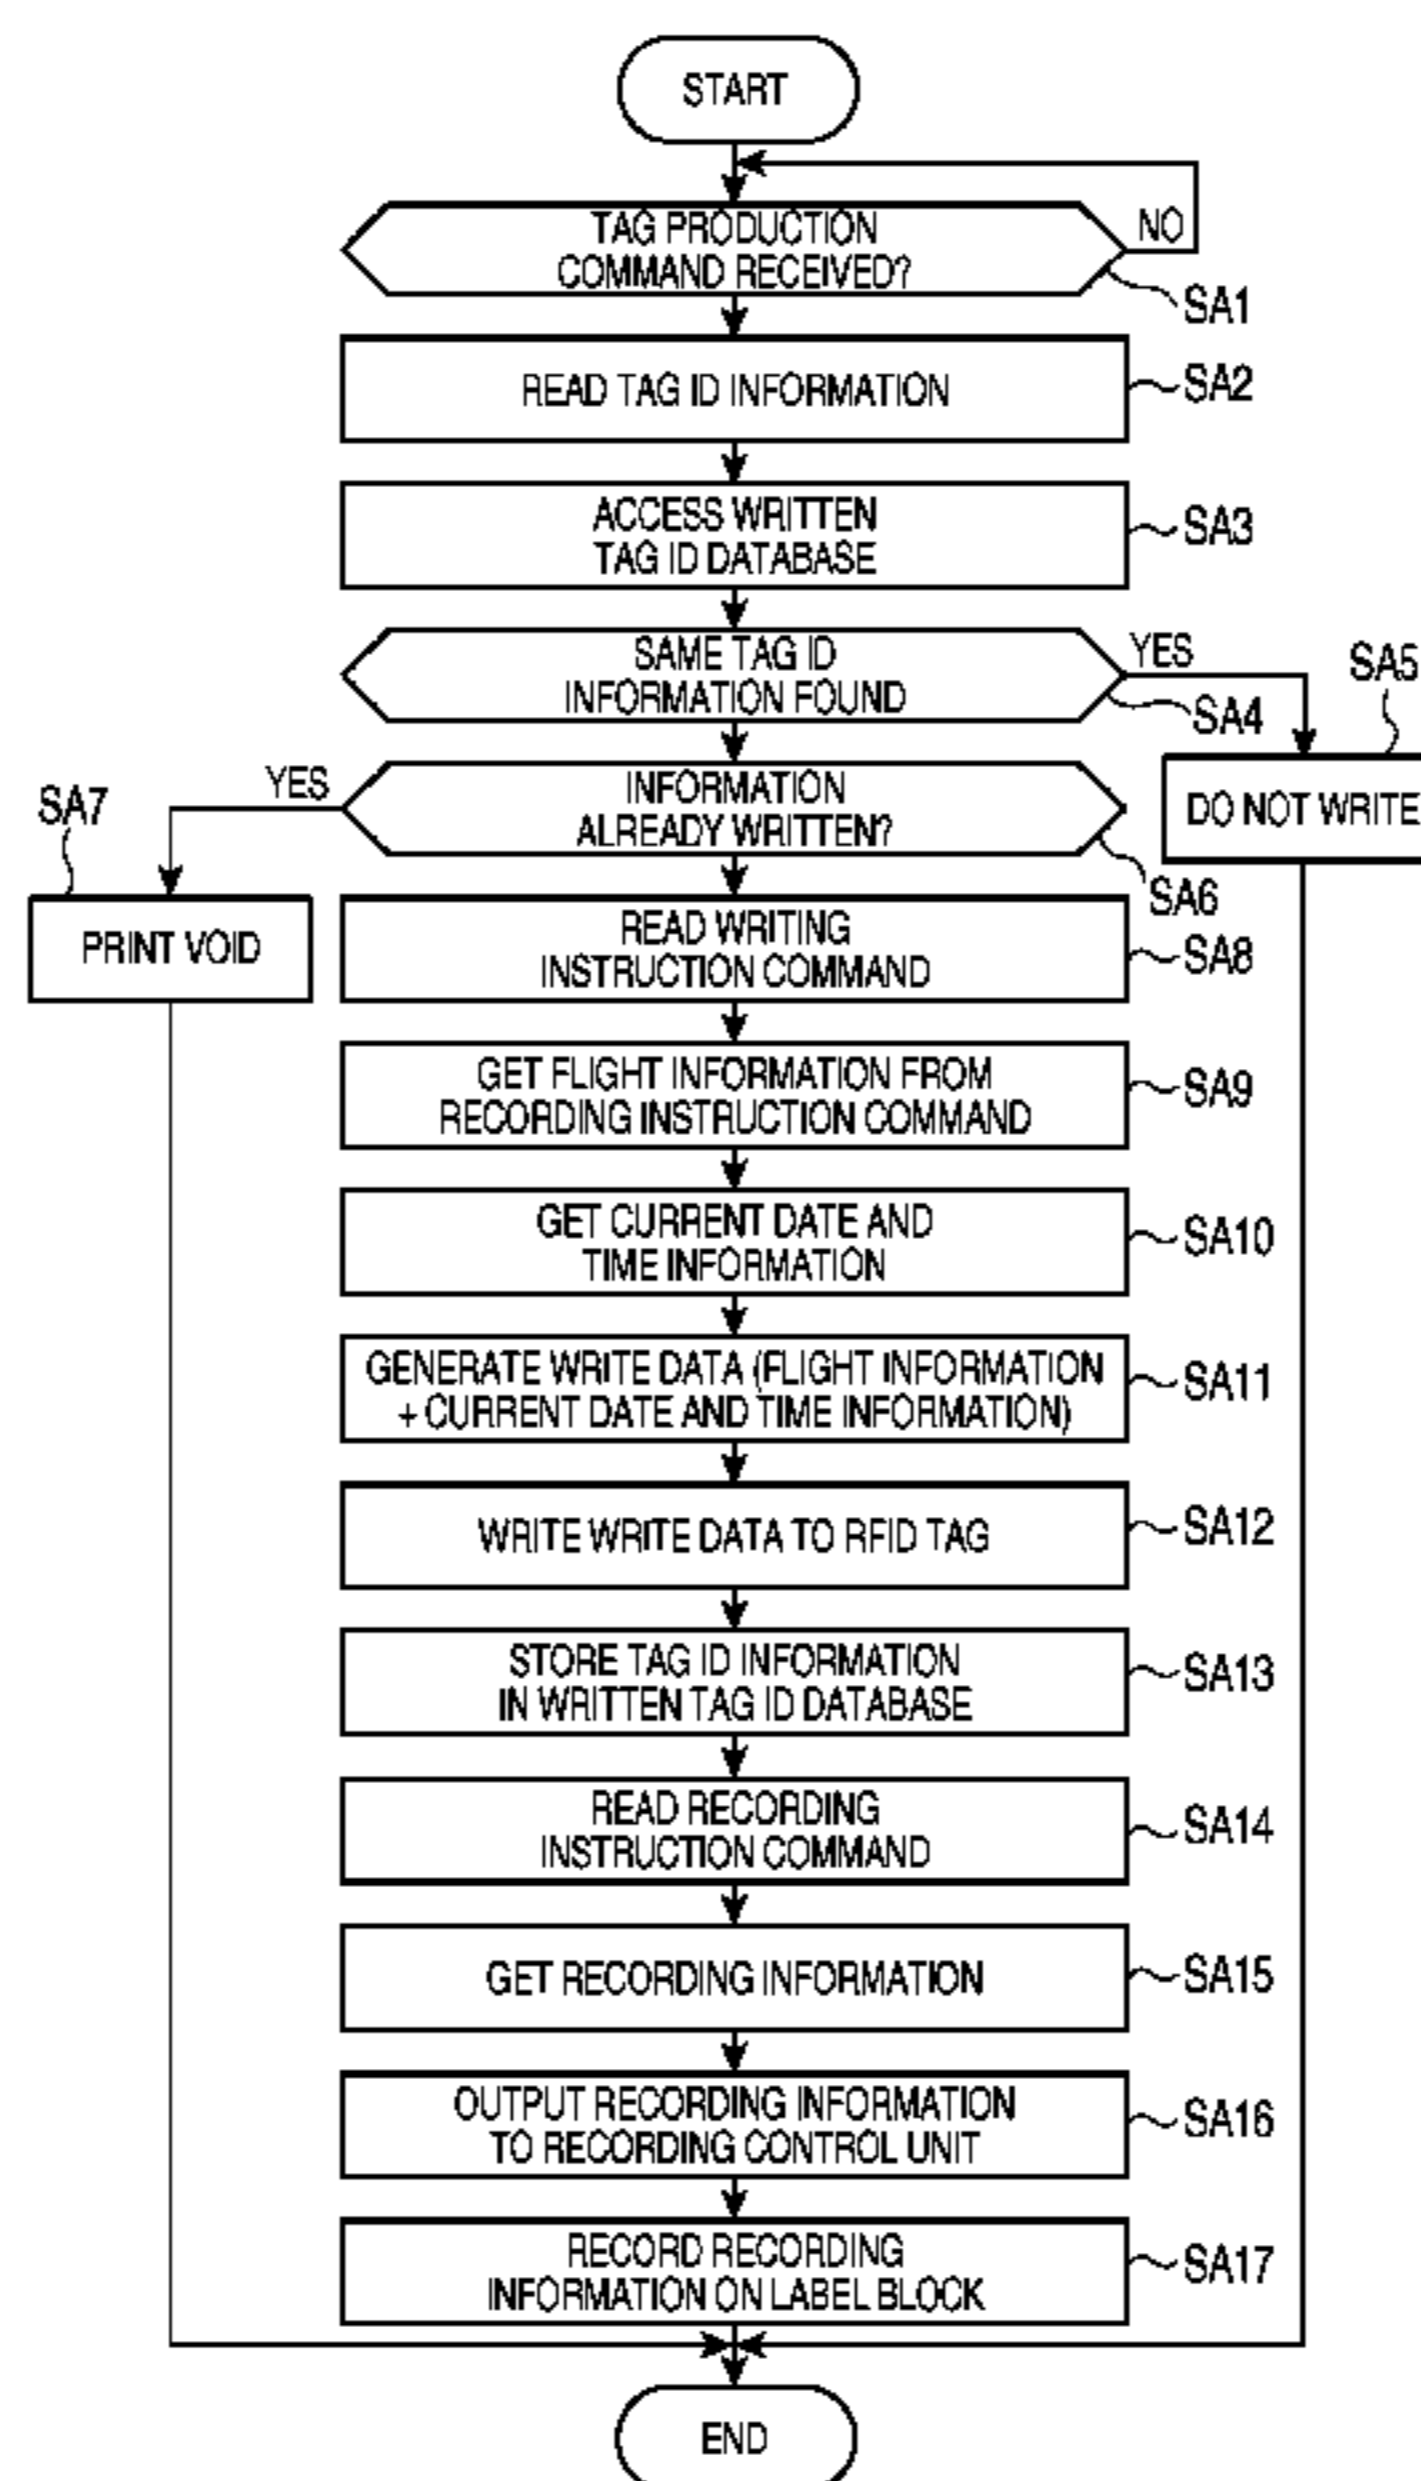 START
NO
TAG PRODUCTION
COMMAND RECEIVED?
SA1
READ TAG ID INFORMATION
SA2
ACCESS WRITTEN
TAG ID DATABASE
SA3
SAME TAG ID
INFORMATION FOUND
YES
SA4
SA5
DO NOT WRITE
INFORMATION
ALREADY WRITTEN?
YES
SA6
SA7
PRINT VOID
READ WRITING
INSTRUCTION COMMAND
SA8
GET FLIGHT INFORMATION FROM
RECORDING INSTRUCTION COMMAND
SA9
GET CURRENT DATE AND
TIME INFORMATION
SA10
GENERATE WRITE DATA (FLIGHT INFORMATION
+ CURRENT DATE AND TIME INFORMATION)
SA11
WRITE WRITE DATA TO RFID TAG
SA12
STORE TAG ID INFORMATION
IN WRITTEN TAG ID DATABASE
SA13
READ RECORDING
INSTRUCTION COMMAND
SA14
GET RECORDING INFORMATION
SA15
OUTPUT RECORDING INFORMATION
TO RECORDING CONTROL UNIT
SA16
RECORD RECORDING
INFORMATION ON LABEL BLOCK
SA17
END